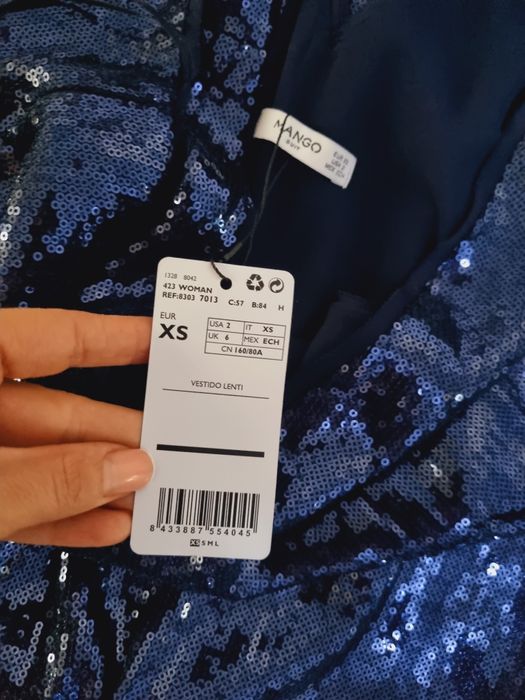 MANGO
SUIT
1328 8042
423 WOMAN
REF:8303 7013 C:57 B:84 H
EUR
XS
USA 2 IT XS
UK 6 MEX ECH
CN 160/80A
VESTIDO LENTI
8 433887 554045
XS S M L